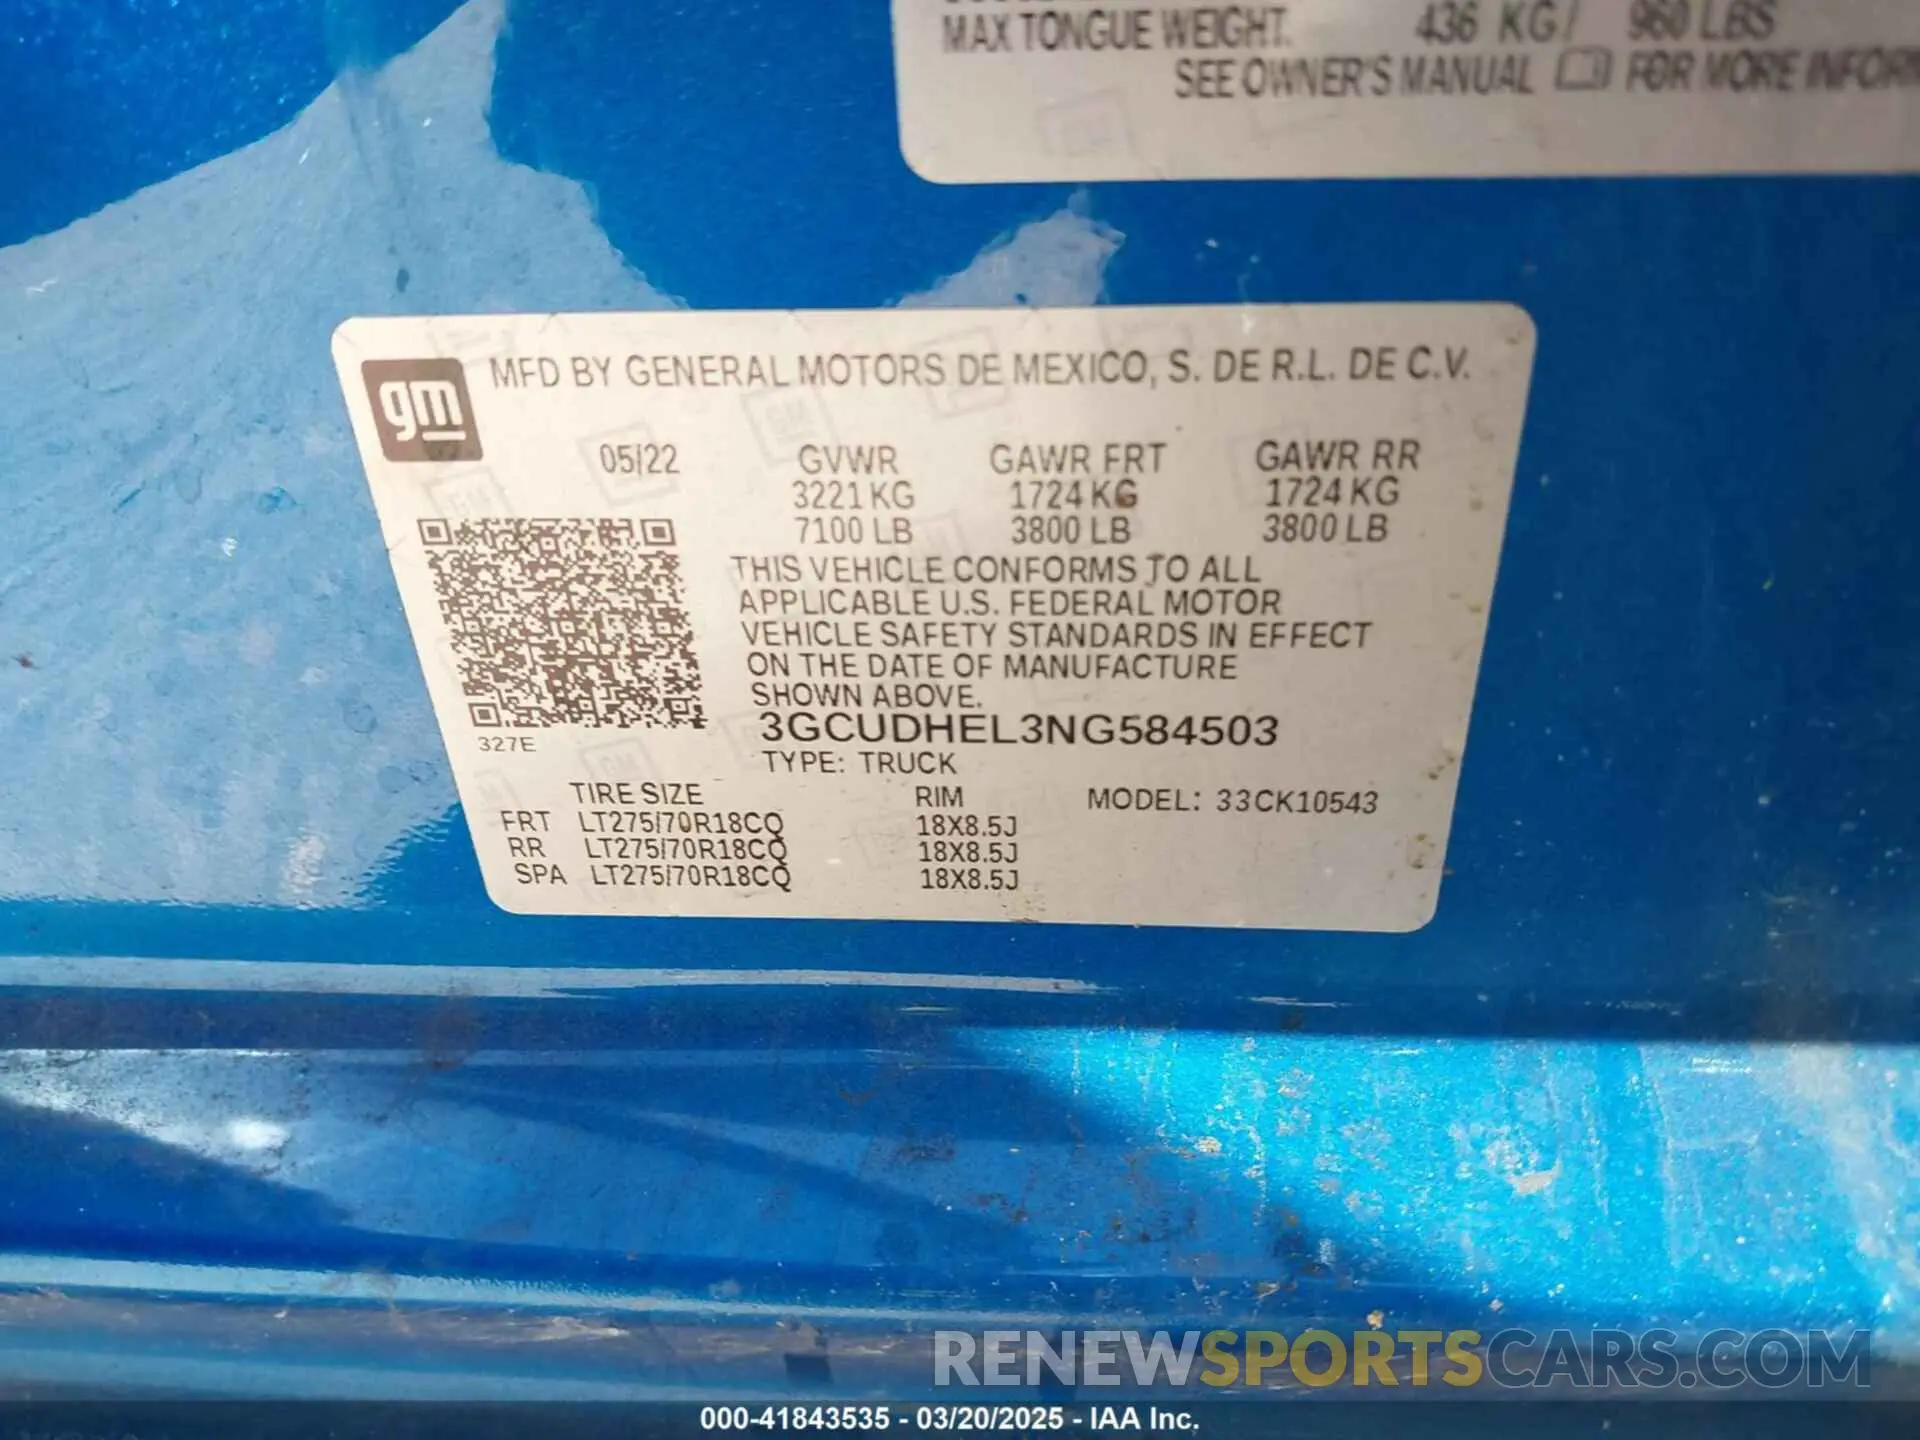 MAX TONGUE WEIGHT. 436 KG / 960 LBS
SEE OWNER'S MANUAL FOR MORE INFORM
gm
MFD BY GENERAL MOTORS DE MEXICO, S. DE R.L. DE C.V.
05/22 GVWR GAWR FRT GAWR RR
3221 KG 1724 KG 1724 KG
7100 LB 3800 LB 3800 LB
THIS VEHICLE CONFORMS TO ALL
APPLICABLE U.S. FEDERAL MOTOR
VEHICLE SAFETY STANDARDS IN EFFECT
ON THE DATE OF MANUFACTURE
SHOWN ABOVE.
3GCUDHEL3NG584503
327E
TYPE: TRUCK
TIRE SIZE RIM MODEL: 33CK10543
FRT LT275/70R18CQ 18X8.5J
RR LT275/70R18CQ 18X8.5J
SPA LT275/70R18CQ 18X8.5J
RENEWSPORTSCARS.COM
000-41843535 - 03/20/2025 - IAA Inc.